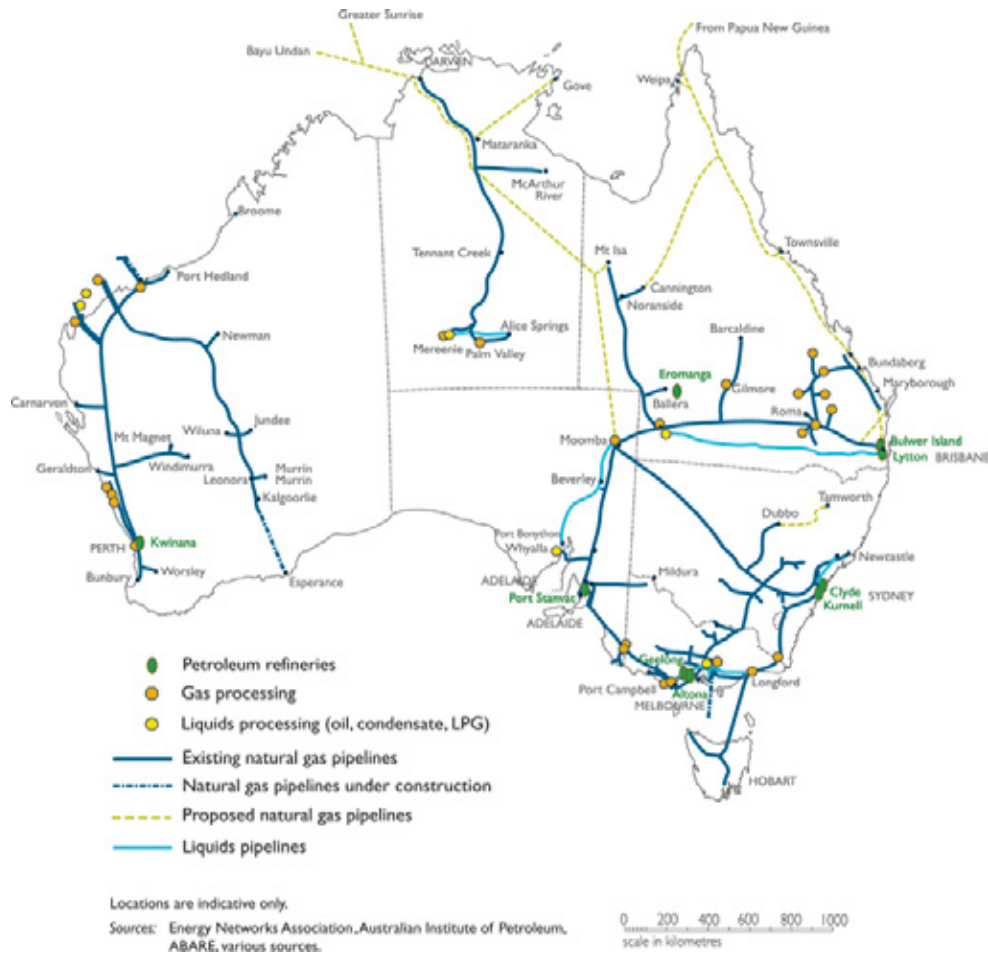 Greater Sunrise
From Papua New Guinea
Bayu Undan
DARWIN
Gove
Weipa
Mataranka
McArthur
River
Broome
Townsville
Mt Isa
Tennant Creek
Port Hedland
Cannington
Noranside
Barcaldine
Newman
Alice Springs
Mereenie
Palm Valley
Bundaberg
Eromanga
Maryborough
Carnarvon
Ballera
Gilmore
Roma
Jundee
Wiluna
Mt Magnet
Moomba
Bulwer Island
Lytton
BRISBANE
Windimurra
Geraldton
Murrin
Murrin
Leonora
Beverley
Kalgoorlie
Tamworth
Dubbo
Port Bonython
Whyalla
PERTH
Kwinana
Newcastle
Bunbury
Worsley
Esperance
ADELAIDE
Mildura
Port Stanvac
Clyde
Kurnell
SYDNEY
ADELAIDE
Geelong
Port Campbell
Altona
Longford
MELBOURNE
HOBART
Petroleum refineries
Gas processing
Liquids processing (oil, condensate, LPG)
Existing natural gas pipelines
Natural gas pipelines under construction
Proposed natural gas pipelines
Liquids pipelines
Locations are indicative only.
Sources: Energy Networks Association, Australian Institute of Petroleum,
ABARE, various sources.
0 200 400 600 800 1000
scale in kilometres